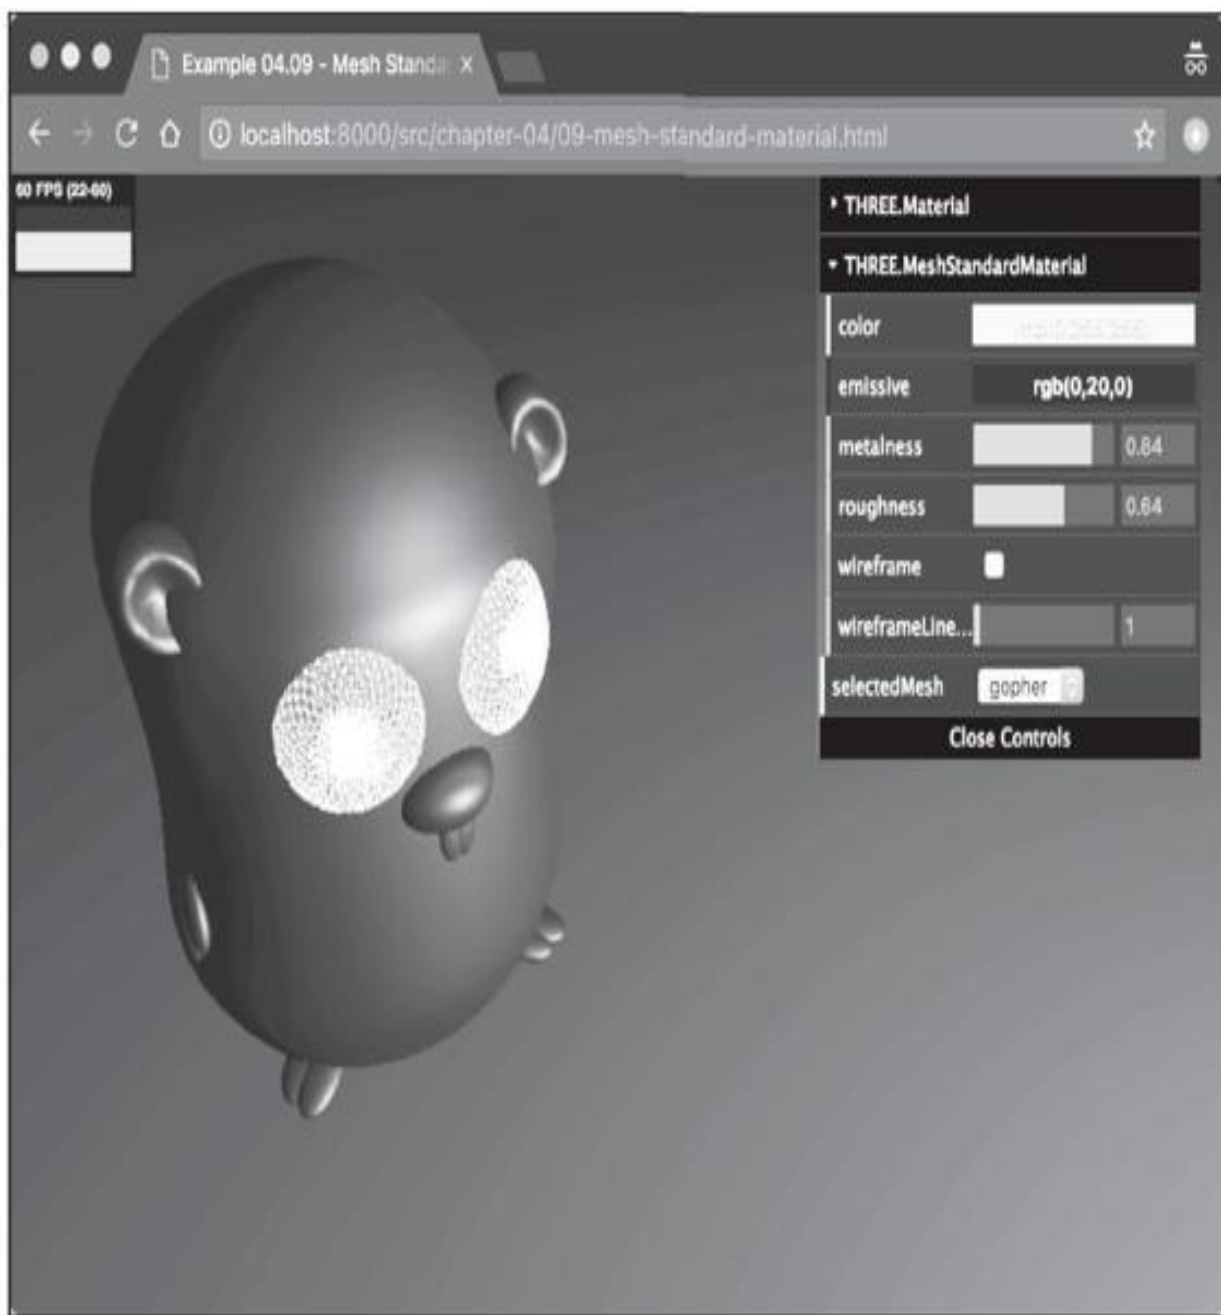 Example 04.09 - Mesh Standa
localhost:8000/src/chapter-04/09-mesh-standard-material.html
60 FPS (22-60)
THREE.Material
THREE.MeshStandardMaterial
color
emissive rgb(0,20,0)
metalness 0.84
roughness 0.64
wireframe
wireframeLine... 1
selectedMesh gopher
Close Controls